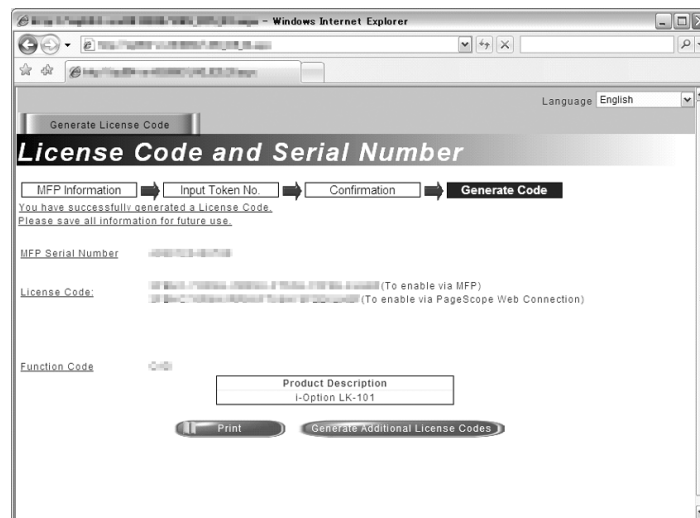 - Windows Internet Explorer
Language English
Generate License Code
License Code and Serial Number
MFP Information Input Token No. Confirmation Generate Code
You have successfully generated a License Code.
Please save all information for future use.
MFP Serial Number
License Code: (To enable via MFP)
(To enable via PageScope Web Connection)
Function Code
Product Description
i-Option LK-101
Print Generate Additional License Codes